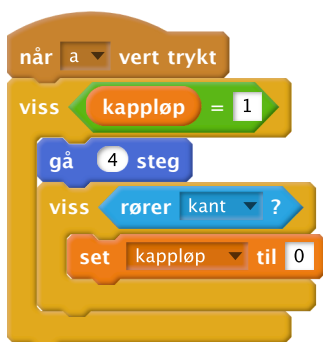 når a vert trykt
viss kappløp = 1
gå 4 steg
viss rører kant ?
set kappløp til 0